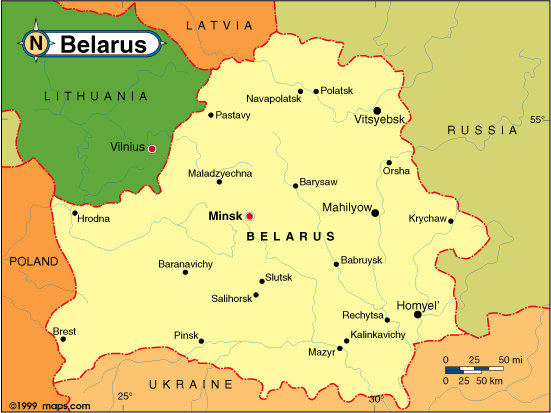 LATVIA
N Belarus
LITHUANIA
Navapolatsk
Polatsk
Pastavy
Vitsyebsk
55°
RUSSIA
Vilnius
Orsha
Maladzyechna
Barysaw
Hrodna
Minsk
Mahilyow
Krychaw
BELARUS
POLAND
Baranavichy
Babruysk
Slutsk
Salihorsk
Homyel'
Rechytsa
Brest
Pinsk
Kalinkavichy
Mazyr
0 25 50 mi
0 25 50 km
UKRAINE
25°
30°
©1999 maps.com